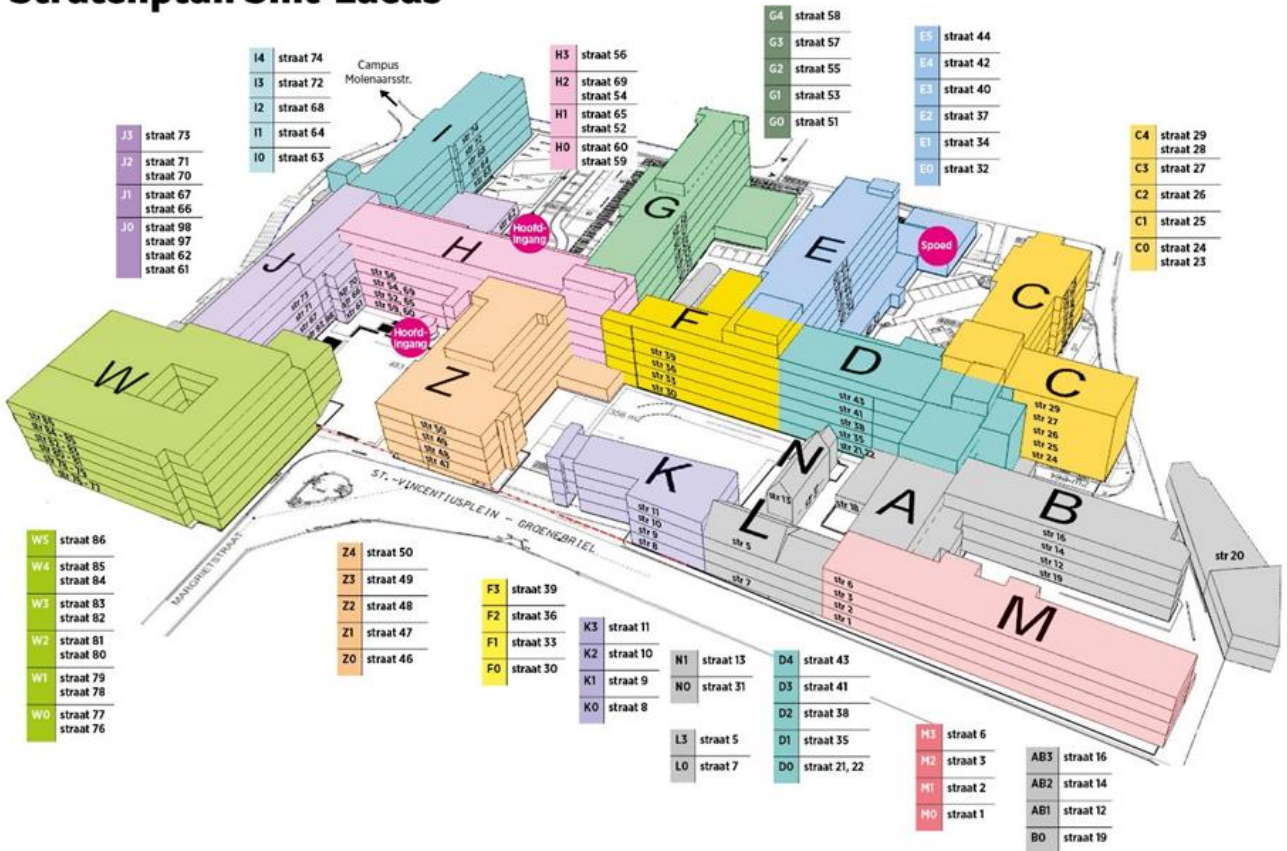 G4 straat 58
G3 straat 57
G2 straat 55
G1 straat 53
G0 straat 51
E5 straat 44
E4 straat 42
E3 straat 40
E2 straat 37
E1 straat 34
E0 straat 32
I4 straat 74
I3 straat 72
I2 straat 68
I1 straat 64
I0 straat 63
Campus
Molenaarsstr.
H3 straat 56
H2 straat 69
straat 54
H1 straat 65
straat 52
H0 straat 60
straat 59
J3 straat 73
J2 straat 71
straat 70
J1 straat 67
straat 66
J0 straat 98
straat 97
straat 62
straat 61
C4 straat 29
straat 28
C3 straat 27
C2 straat 26
C1 straat 25
C0 straat 24
straat 23
I
G
H
J
E
C
Hoofd-
ingang
Spoed
str 56
str 54, 69
str 52, 65
str 59, 60
Hoofd-
ingang
W
Z
F
D
C
str 39
str 36
str 33
str 30
str 43
str 41
str 38
str 35
str 21,22
str 29
str 27
str 26
str 25
str 24
str 50
str 49
str 48
str 47
K
N
L
A
B
M
str 11
str 10
str 9
str 8
str 13
str 18
str 5
str 7
str 16
str 14
str 12
str 19
str 20
str 6
str 3
str 2
str 1
ST.-VINCENTIUSPLEIN - GROENEBRIEL
MARGRIETSTRAAT
W5 straat 86
W4 straat 85
straat 84
W3 straat 83
straat 82
W2 straat 81
straat 80
W1 straat 79
straat 78
W0 straat 77
straat 76
Z4 straat 50
Z3 straat 49
Z2 straat 48
Z1 straat 47
Z0 straat 46
F3 straat 39
F2 straat 36
F1 straat 33
F0 straat 30
K3 straat 11
K2 straat 10
K1 straat 9
K0 straat 8
N1 straat 13
N0 straat 31
L3 straat 5
L0 straat 7
D4 straat 43
D3 straat 41
D2 straat 38
D1 straat 35
D0 straat 21, 22
M3 straat 6
M2 straat 3
M1 straat 2
M0 straat 1
AB3 straat 16
AB2 straat 14
AB1 straat 12
B0 straat 19